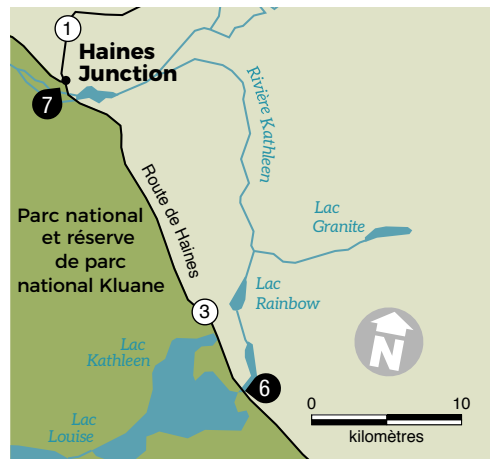 1
Haines
Junction
7
Rivière Kathleen
Route de Haines
Parc national
et réserve
de parc
national Kluane
Lac
Granite
Lac
Rainbow
3
Lac
Kathleen
6
Lac
Louise
N
0 10
kilomètres